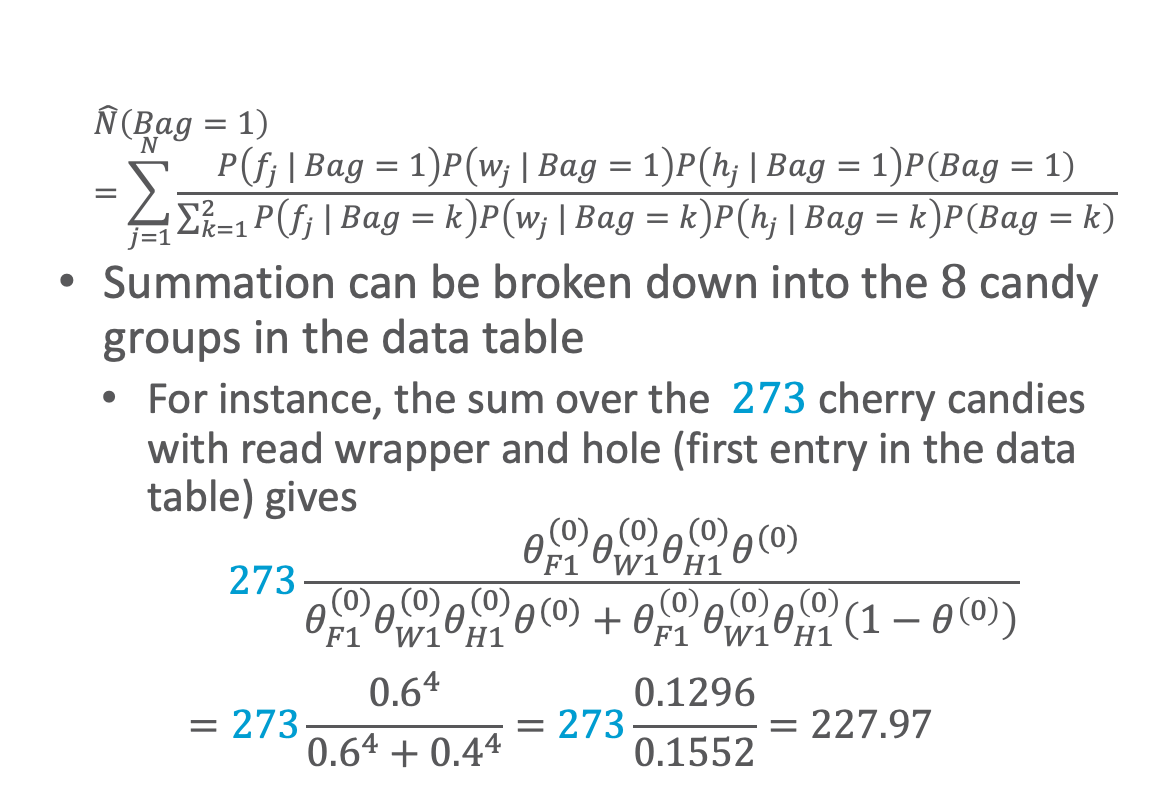 N̂(Bag = 1)
= ∑_{j=1}^{N} \frac{P(f_j | Bag = 1)P(w_j | Bag = 1)P(h_j | Bag = 1)P(Bag = 1)}{∑_{k=1}^{2} P(f_j | Bag = k)P(w_j | Bag = k)P(h_j | Bag = k)P(Bag = k)}
• Summation can be broken down into the 8 candy
groups in the data table
• For instance, the sum over the 273 cherry candies
with read wrapper and hole (first entry in the data
table) gives
273 \frac{θ_{F1}^{(0)} θ_{W1}^{(0)} θ_{H1}^{(0)} θ^{(0)}}{θ_{F1}^{(0)} θ_{W1}^{(0)} θ_{H1}^{(0)} θ^{(0)} + θ_{F1}^{(0)} θ_{W1}^{(0)} θ_{H1}^{(0)} (1 − θ^{(0)})}
= 273 \frac{0.6^4}{0.6^4 + 0.4^4} = 273 \frac{0.1296}{0.1552} = 227.97